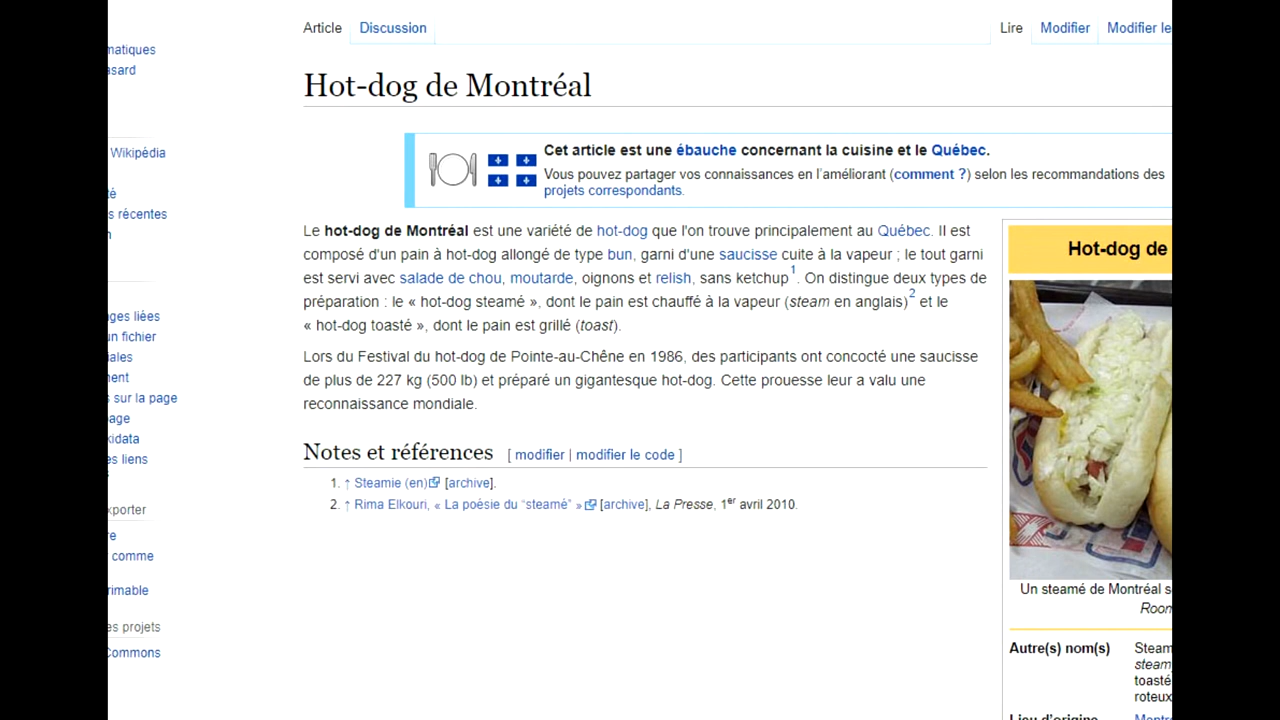 Article Discussion Lire Modifier Modifier le
Hot-dog de Montréal
Cet article est une ébauche concernant la cuisine et le Québec.
Vous pouvez partager vos connaissances en l’améliorant (comment ?) selon les recommandations des
projets correspondants.
Le hot-dog de Montréal est une variété de hot-dog que l'on trouve principalement au Québec. Il est
composé d'un pain à hot-dog allongé de type bun, garni d'une saucisse cuite à la vapeur ; le tout garni
est servi avec salade de chou, moutarde, oignons et relish, sans ketchup1. On distingue deux types de
préparation : le « hot-dog steamé », dont le pain est chauffé à la vapeur (steam en anglais)2 et le
« hot-dog toasté », dont le pain est grillé (toast).
Lors du Festival du hot-dog de Pointe-au-Chêne en 1986, des participants ont concocté une saucisse
de plus de 227 kg (500 lb) et préparé un gigantesque hot-dog. Cette prouesse leur a valu une
reconnaissance mondiale.
Notes et références [ modifier | modifier le code ]
1. ↑ Steamie (en) [archive].
2. ↑ Rima Elkouri, « La poésie du “steamé” » [archive], La Presse, 1er avril 2010.
Hot-dog de
Un steamé de Montréal s
Room
Autre(s) nom(s) Steam
steam
toasté
roteux
Lieu d’origine Montr
matiques
asard
Wikipédia
té
s récentes
n
ges liées
un fichier
iales
ment
s sur la page
page
kidata
es liens
xporter
re
comme
rimable
es projets
Commons